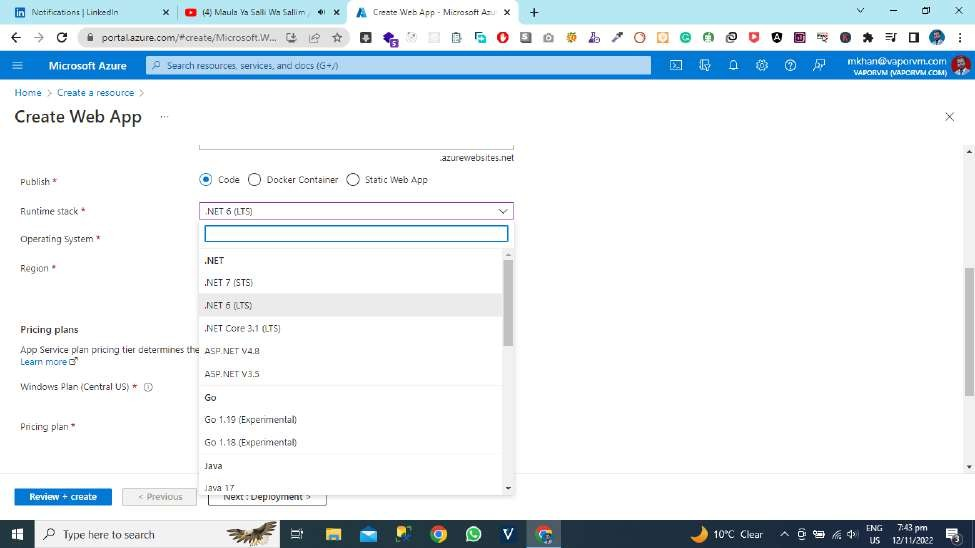 Notifications | LinkedIn
(4) Maula Ya Salli Wa Sallim
Create Web App - Microsoft Azu
portal.azure.com/#create/Microsoft.W...
5
Microsoft Azure
Search resources, services, and docs (G+/)
mkhan@vaporvm.com
VAPORVM (VAPORVM.COM)
Home > Create a resource >
Create Web App ...
.azurewebsites.net
Publish *
Code
Docker Container
Static Web App
Runtime stack *
.NET 6 (LTS)
Operating System *
Region *
.NET
.NET 7 (STS)
.NET 6 (LTS)
.NET Core 3.1 (LTS)
ASP.NET V4.8
ASP.NET V3.5
Go
Go 1.19 (Experimental)
Go 1.18 (Experimental)
Java
Java 17
Pricing plans
App Service plan pricing tier determines the
Learn more
Windows Plan (Central US) *
Pricing plan *
Review + create
< Previous
Next : Deployment >
Type here to search
10°C Clear
ENG
US
7:43 pm
12/11/2022
3